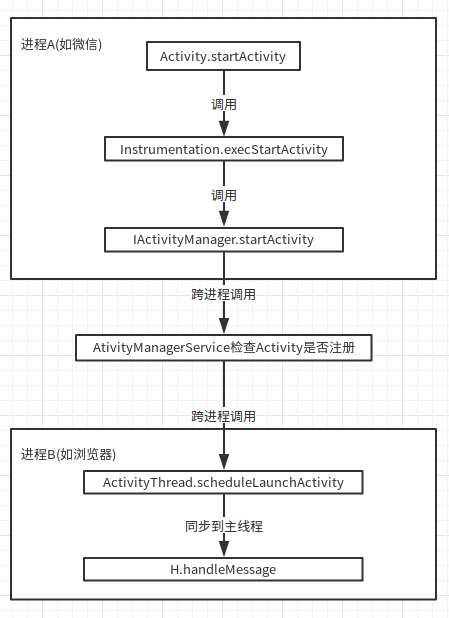 进程A(如微信)
Activity.startActivity
调用
Instrumentation.execStartActivity
调用
IActivityManager.startActivity
跨进程调用
AtivityManagerService检查Activity是否注册
跨进程调用
进程B(如浏览器)
ActivityThread.scheduleLaunchActivity
同步到主线程
H.handleMessage